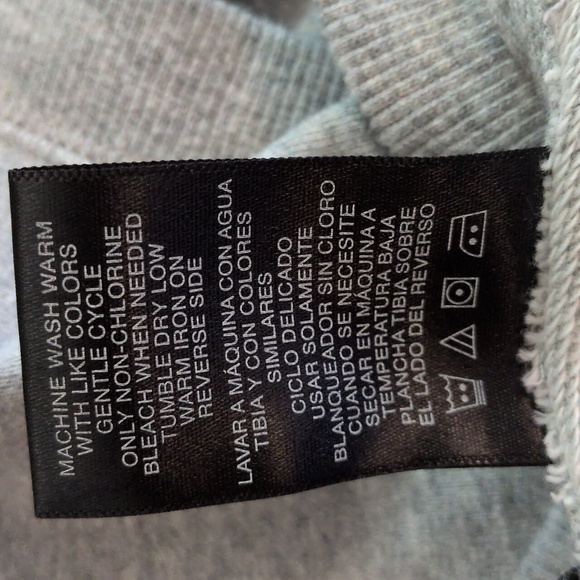 MACHINE WASH WARM
WITH LIKE COLORS
GENTLE CYCLE
ONLY NON-CHLORINE
BLEACH WHEN NEEDED
TUMBLE DRY LOW
WARM IRON ON
REVERSE SIDE
LAVAR A MÁQUINA CON AGUA
TIBIA Y CON COLORES
SIMILARES
CICLO DELICADO
USAR SOLAMENTE
BLANQUEADOR SIN CLORO
CUANDO SE NECESITE
SECAR EN MÁQUINA A
TEMPERATURA BAJA
PLANCHA TIBIA SOBRE
EL LADO DEL REVERSO